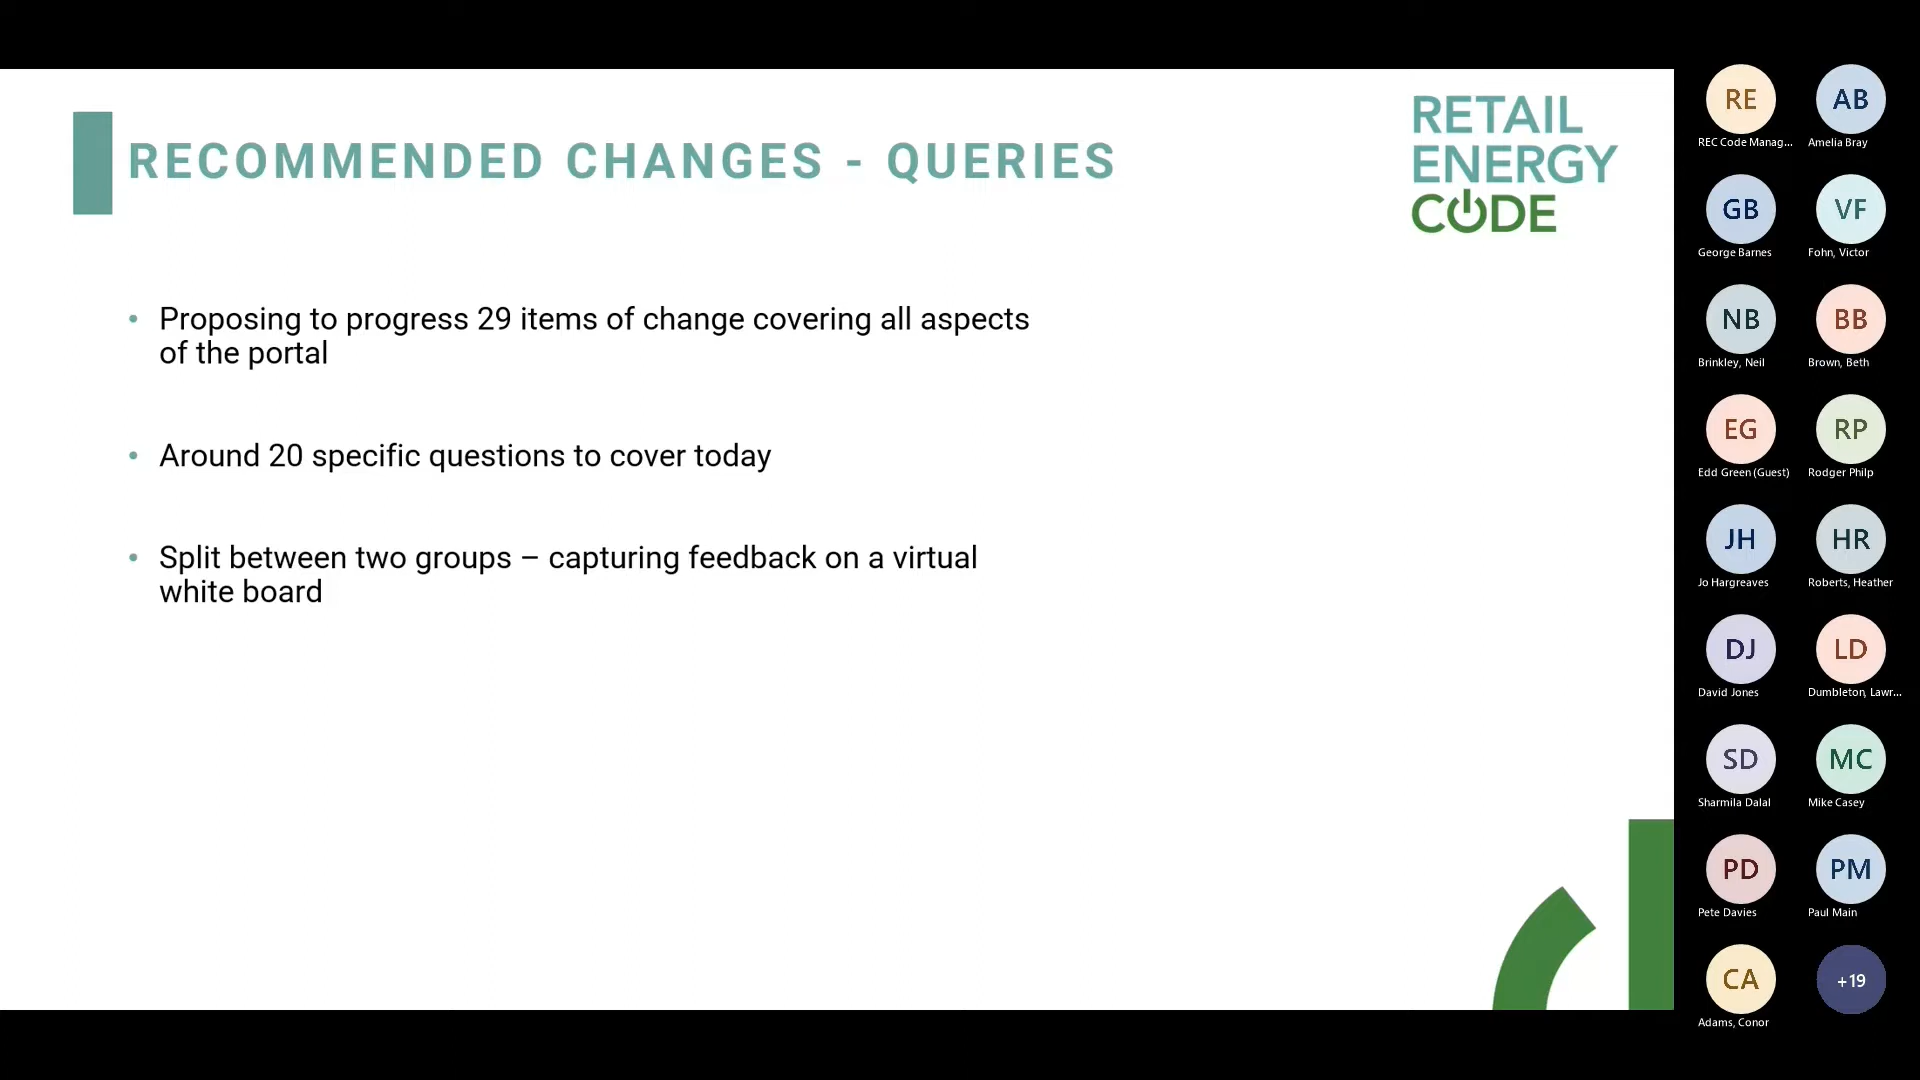 RECOMMENDED CHANGES - QUERIES
RETAIL
ENERGY
CODE
• Proposing to progress 29 items of change covering all aspects
of the portal
• Around 20 specific questions to cover today
• Split between two groups – capturing feedback on a virtual
white board
RE
REC Code Manag...
AB
Amelia Bray
GB
George Barnes
VF
Fohn, Victor
NB
Brinkley, Neil
BB
Brown, Beth
EG
Edd Green (Guest)
RP
Rodger Philp
JH
Jo Hargreaves
HR
Roberts, Heather
DJ
David Jones
LD
Dumbleton, Lawr...
SD
Sharmila Dalal
MC
Mike Casey
PD
Pete Davies
PM
Paul Main
CA
Adams, Conor
+19